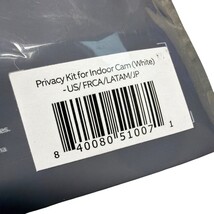 Privacy Kit for Indoor Cam (White)
- US/ FRCA/LATAM/JP
8 40080 51007 1